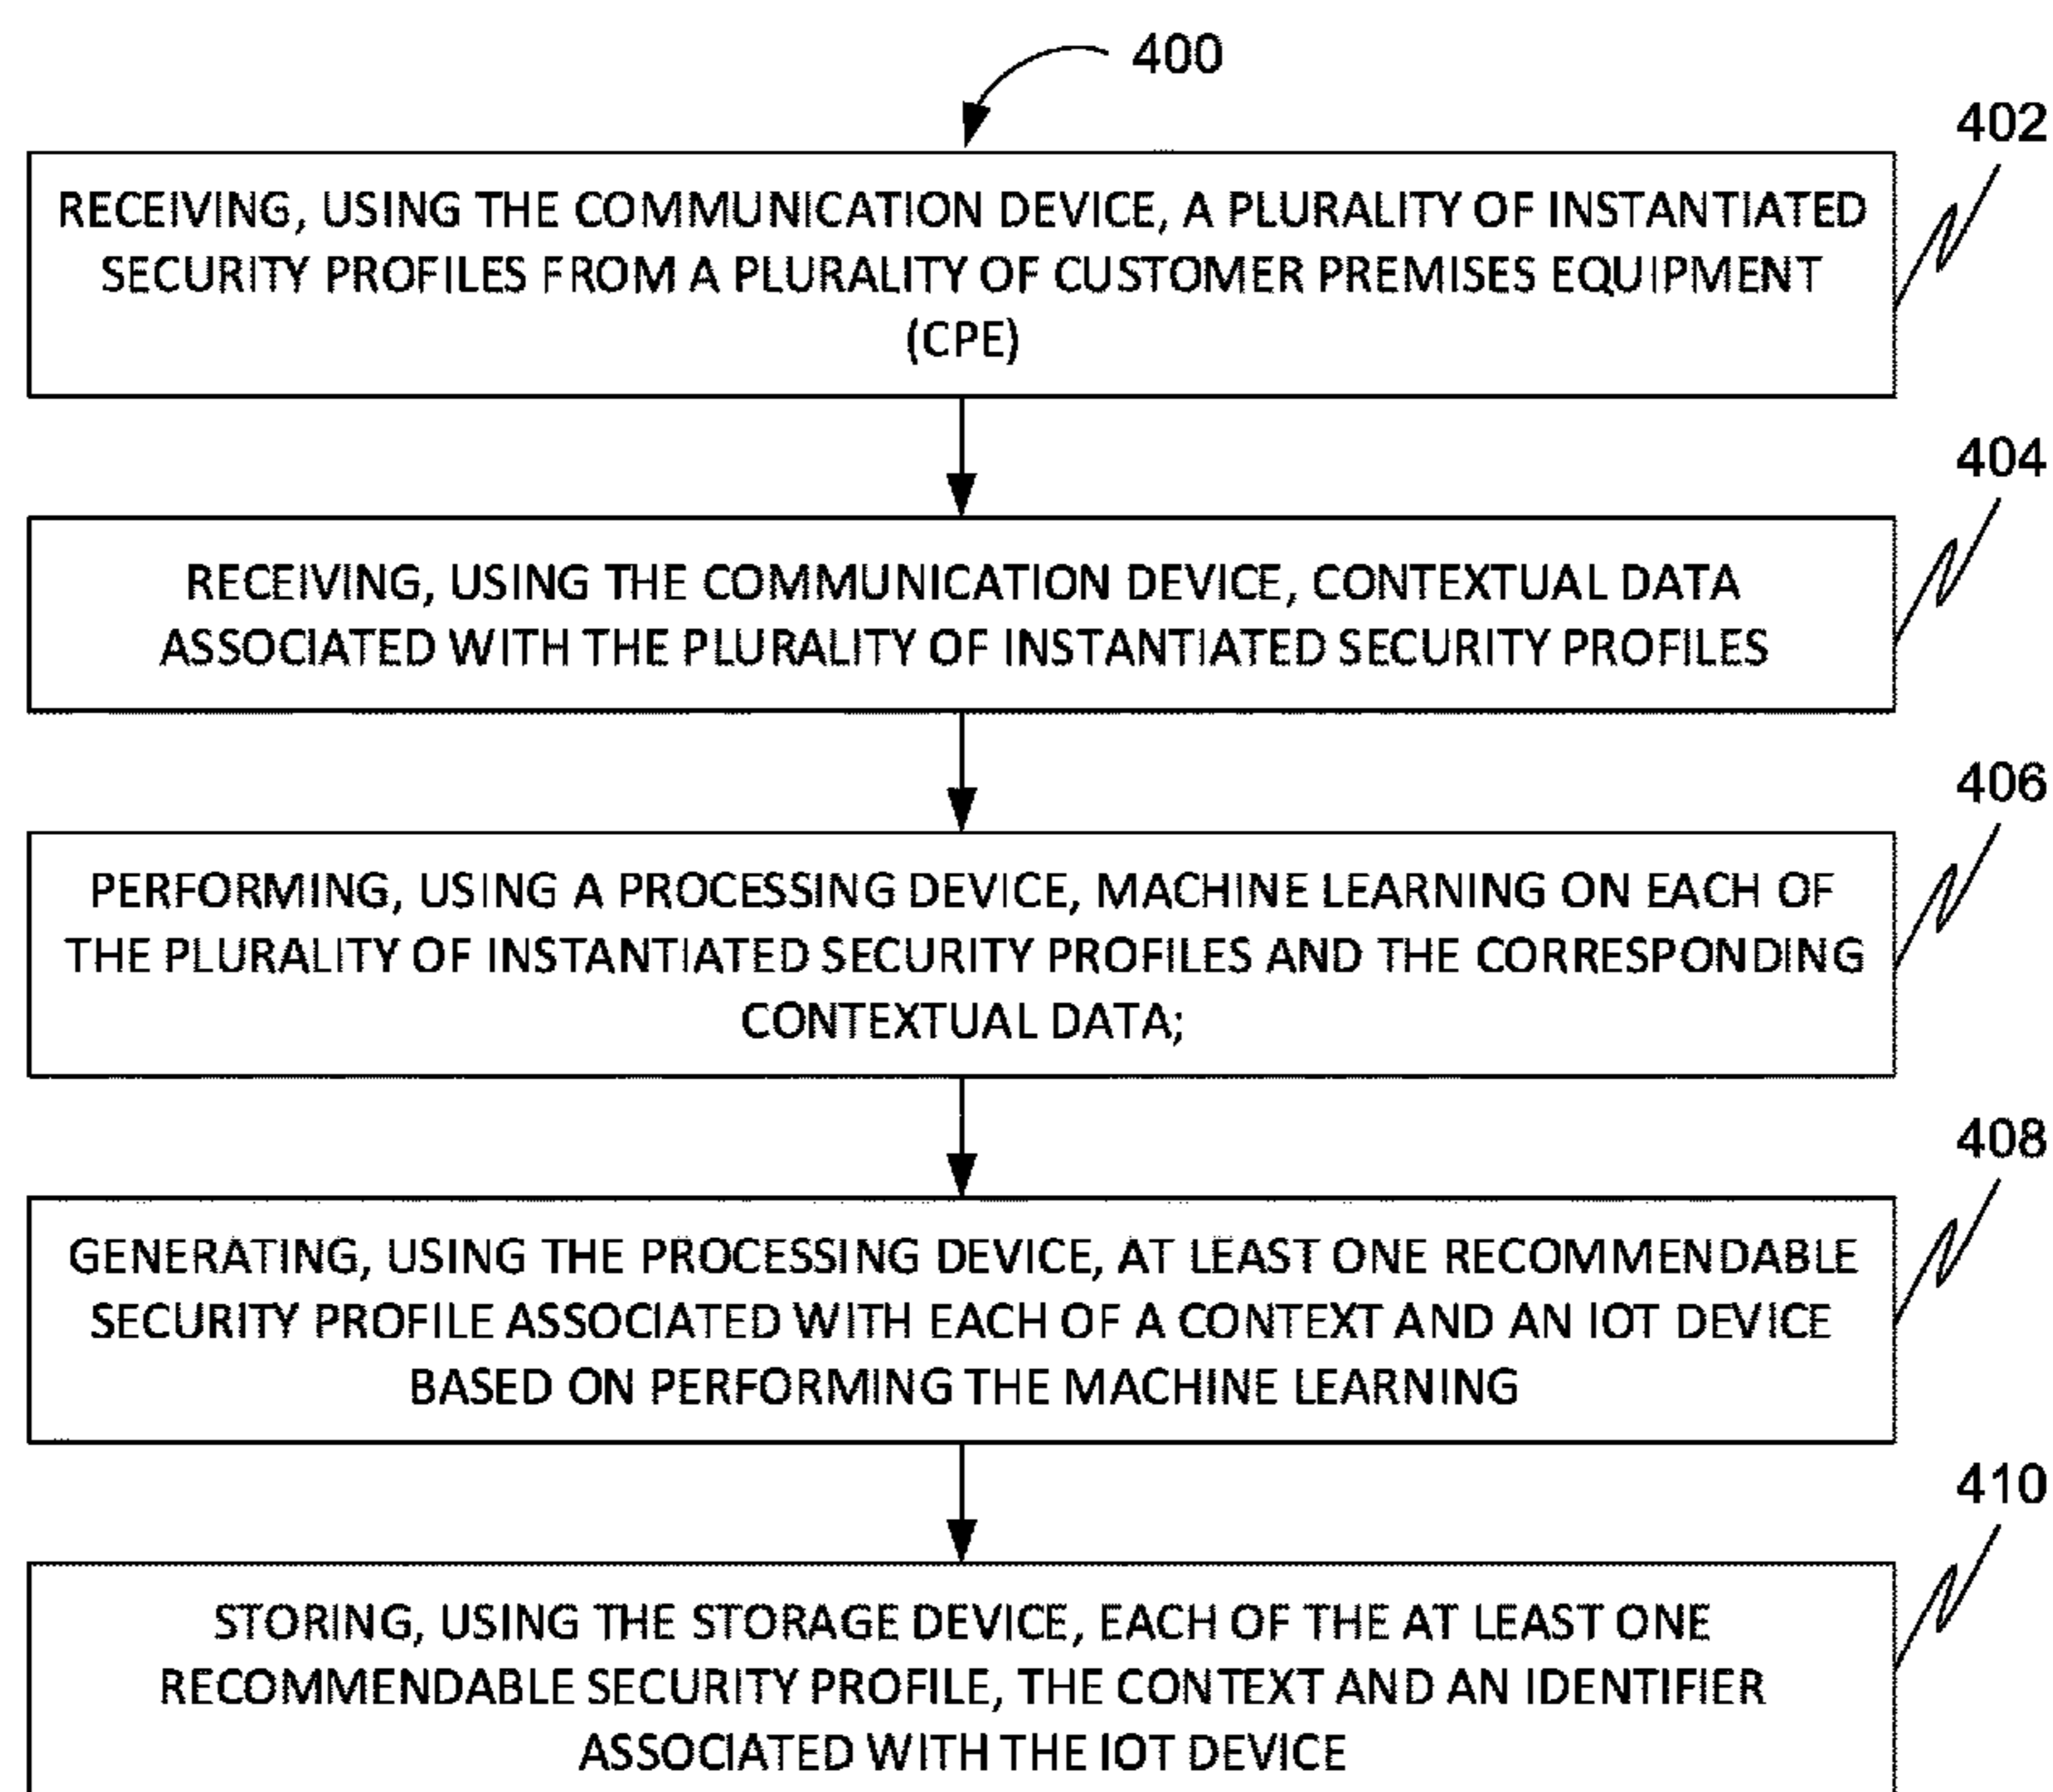 400
402
RECEIVING, USING THE COMMUNICATION DEVICE, A PLURALITY OF INSTANTIATED
SECURITY PROFILES FROM A PLURALITY OF CUSTOMER PREMISES EQUIPMENT
(CPE)
404
RECEIVING, USING THE COMMUNICATION DEVICE, CONTEXTUAL DATA
ASSOCIATED WITH THE PLURALITY OF INSTANTIATED SECURITY PROFILES
406
PERFORMING, USING A PROCESSING DEVICE, MACHINE LEARNING ON EACH OF
THE PLURALITY OF INSTANTIATED SECURITY PROFILES AND THE CORRESPONDING
CONTEXTUAL DATA;
408
GENERATING, USING THE PROCESSING DEVICE, AT LEAST ONE RECOMMENDABLE
SECURITY PROFILE ASSOCIATED WITH EACH OF A CONTEXT AND AN IOT DEVICE
BASED ON PERFORMING THE MACHINE LEARNING
410
STORING, USING THE STORAGE DEVICE, EACH OF THE AT LEAST ONE
RECOMMENDABLE SECURITY PROFILE, THE CONTEXT AND AN IDENTIFIER
ASSOCIATED WITH THE IOT DEVICE